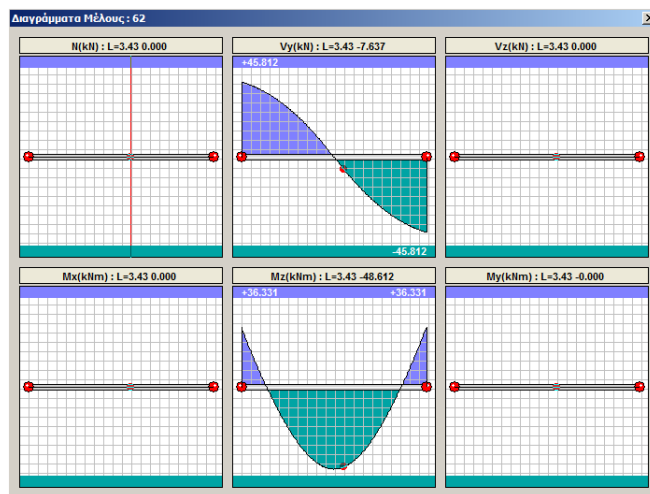 Διαγράμματα Μέλους : 62
N(kN) : L=3.43 0.000
Vy(kN) : L=3.43 -7.637
Vz(kN) : L=3.43 0.000
+45.812
-45.812
Mx(kNm) : L=3.43 0.000
Mz(kNm) : L=3.43 -48.612
My(kNm) : L=3.43 -0.000
+36.331 +36.331